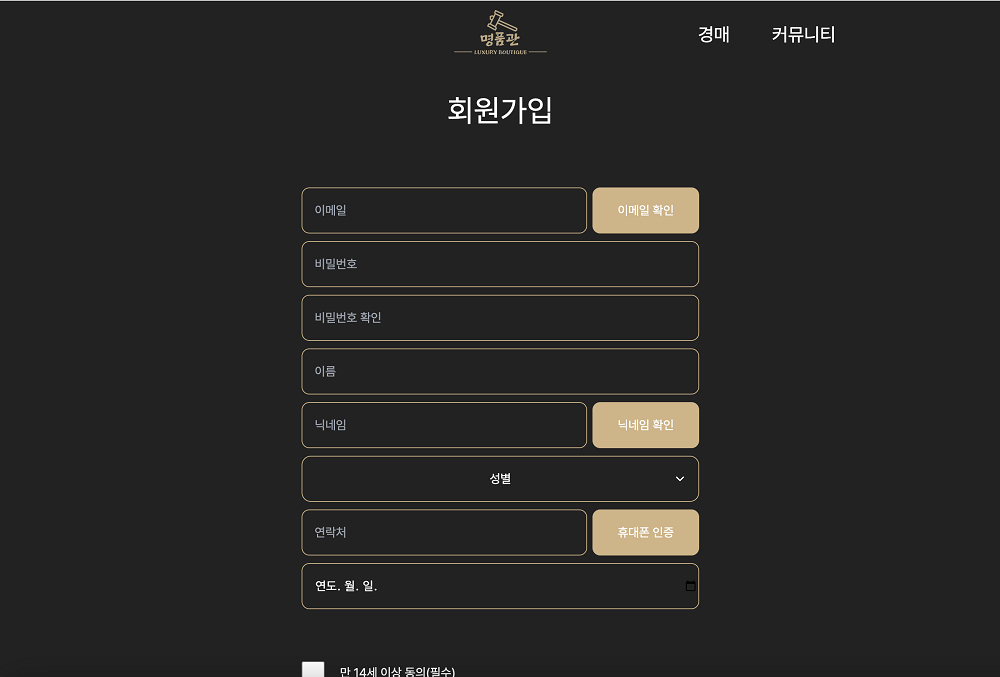 명품관
LUXURY BOUTIQUE
경매 커뮤니티
회원가입
이메일 이메일 확인
비밀번호
비밀번호 확인
이름
닉네임 닉네임 확인
성별
연락처 휴대폰 인증
연도. 월. 일.
만 14세 이상 동의(필수)